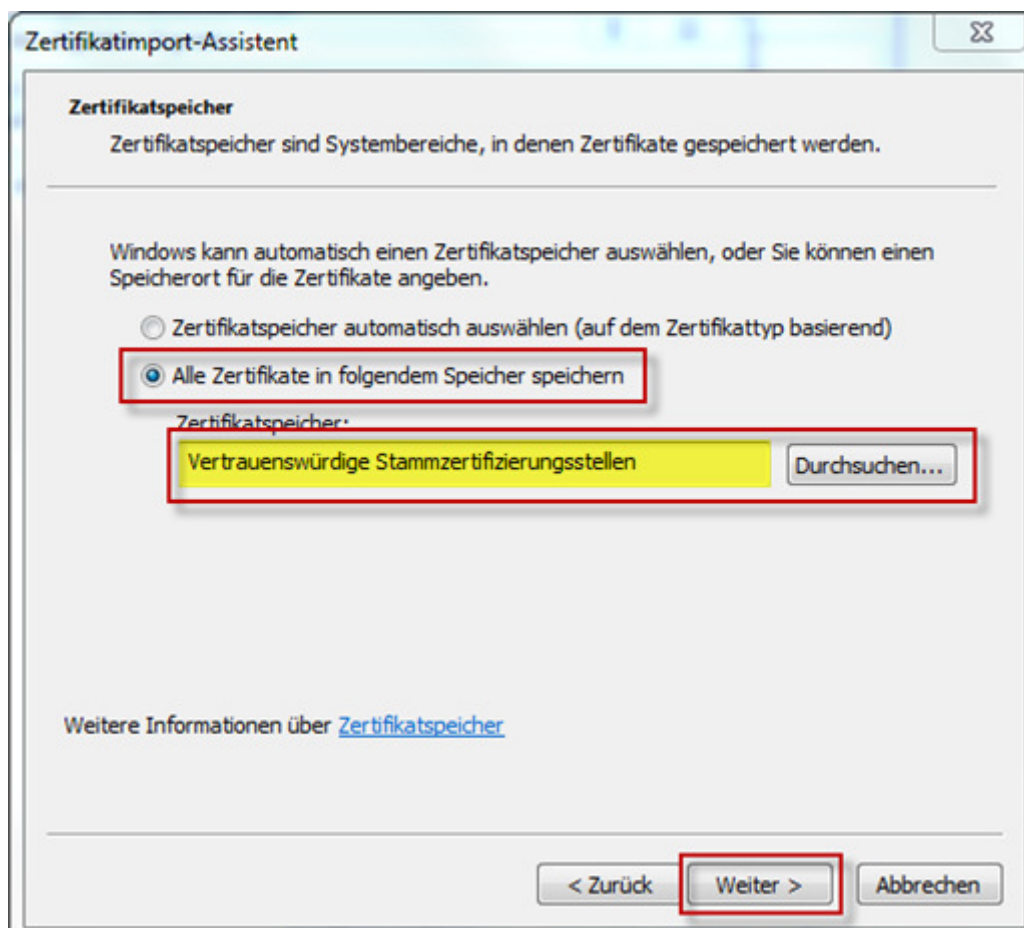 Zertifikatimport-Assistent
Zertifikatspeicher
Zertifikatspeicher sind Systembereiche, in denen Zertifikate gespeichert werden.
Windows kann automatisch einen Zertifikatspeicher auswählen, oder Sie können einen
Speicherort für die Zertifikate angeben.
Zertifikatspeicher automatisch auswählen (auf dem Zertifikattyp basierend)
Alle Zertifikate in folgendem Speicher speichern
Zertifikatspeicher:
Vertrauenswürdige Stammzertifizierungsstellen
Durchsuchen...
Weitere Informationen über Zertifikatspeicher
< Zurück
Weiter >
Abbrechen